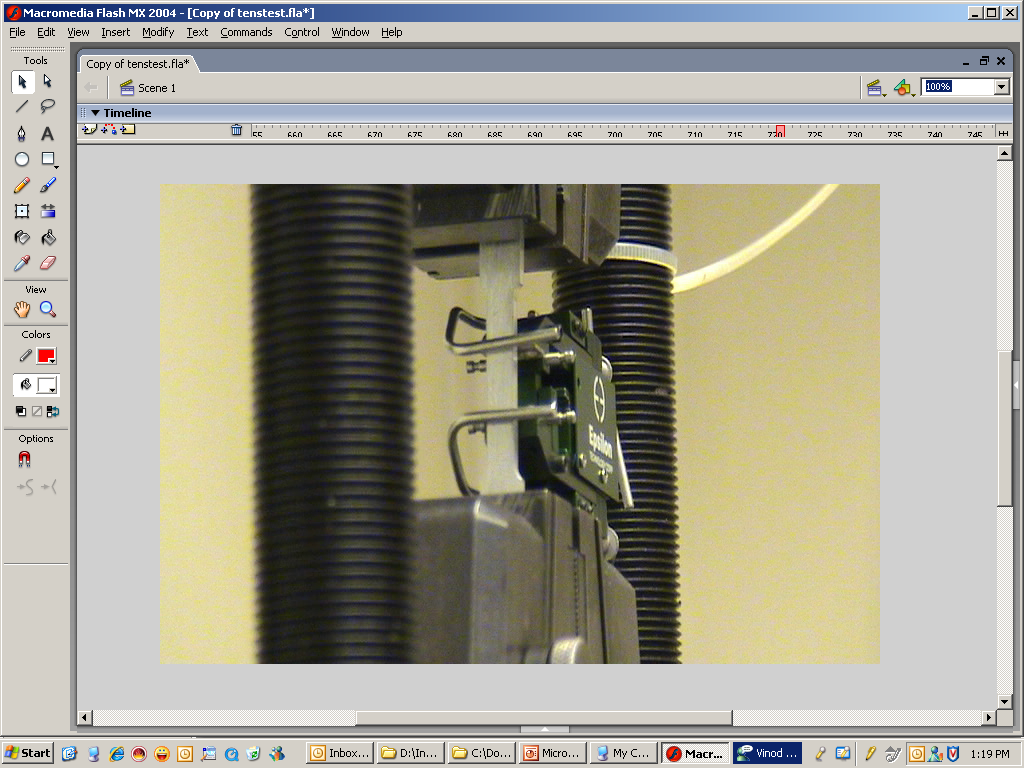 Macromedia Flash MX 2004 - [Copy of tenstest.fla*]
File Edit View Insert Modify Text Commands Control Window Help
Tools
Copy of tenstest.fla*
Scene 1
100%
Timeline
55 660 665 670 675 680 685 690 695 700 705 710 715 720 725 730 735 740 745
A
View
Colors
Options
Epsilon
Start
Inbox...
D:\In...
C:\Do...
Micro...
My C...
Macr...
Vinod ...
1:19 PM